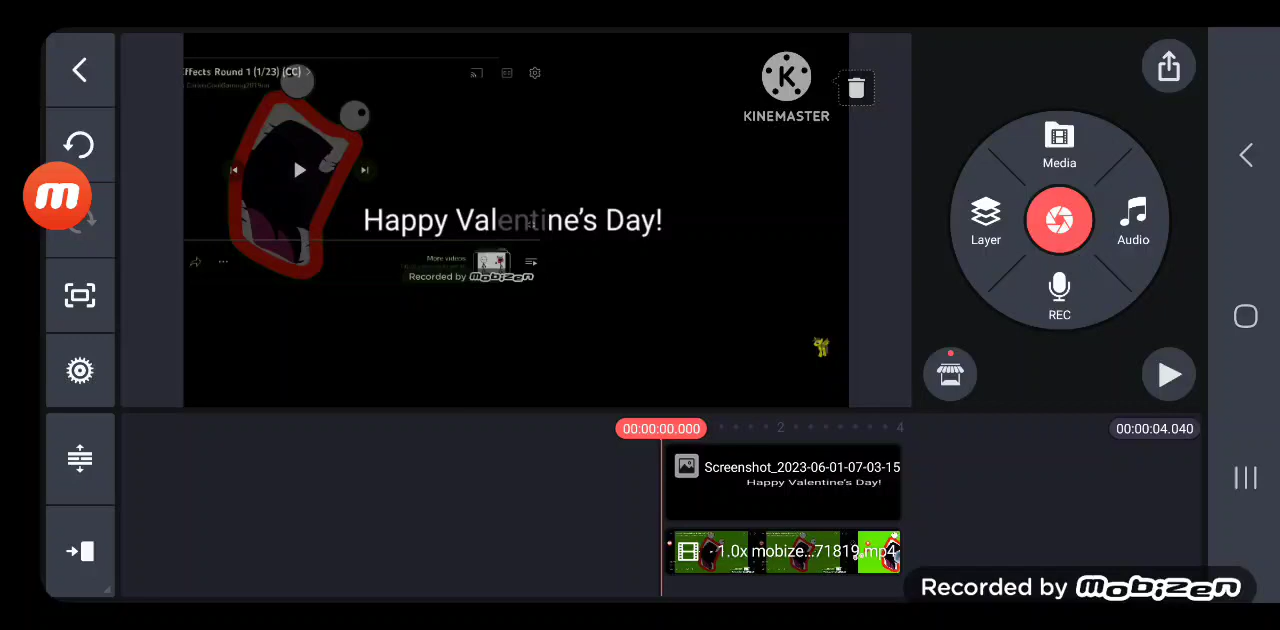 ffects Round 1 (1/23) (CC)
KINEMASTER
Happy Valentine's Day!
More videos
Recorded by mobizen
Media
Layer
Audio
REC
00:00:00.000
2
4
00:00:04.040
Screenshot_2023-06-01-07-03-15
Happy Valentine's Day!
1.0x mobize...71819.mp4
Recorded by mobizen